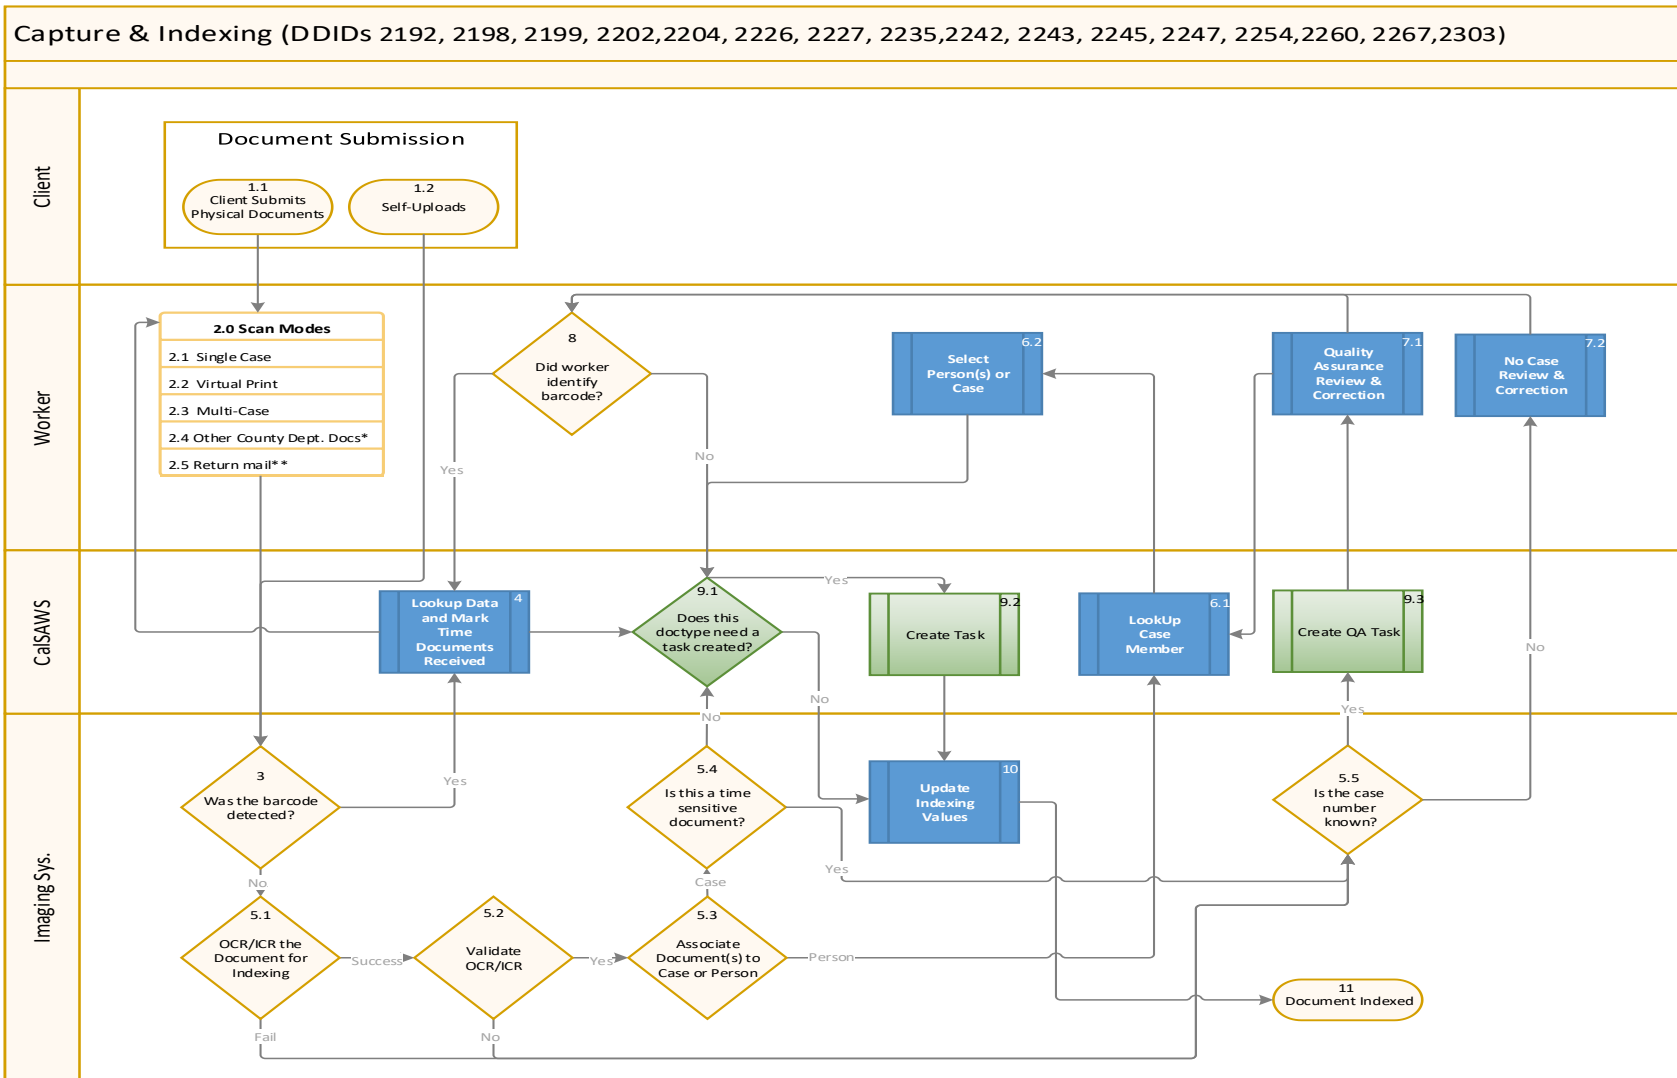 Capture & Indexing (DDIDs 2192, 2198, 2199, 2202,2204, 2226, 2227, 2235,2242, 2243, 2245, 2247, 2254,2260, 2267,2303)
Client
Document Submission
1.1
Client Submits
Physical Documents
1.2
Self-Uploads
Worker
2.0 Scan Modes
2.1 Single Case
2.2 Virtual Print
2.3 Multi-Case
2.4 Other County Dept. Docs*
2.5 Return mail**
8
Did worker
identify
barcode?
Yes
No
6.2
Select
Person(s) or
Case
7.1
Quality
Assurance
Review &
Correction
7.2
No Case
Review &
Correction
CalSAWS
4
Lookup Data
and Mark
Time
Documents
Received
9.1
Does this
doctype need a
task created?
Yes
No
9.2
Create Task
6.1
LookUp
Case
Member
9.3
Create QA Task
No
Yes
No
Imaging Sys.
3
Was the barcode
detected?
Yes
No
5.4
Is this a time
sensitive
document?
Yes
10
Update
Indexing
Values
5.5
Is the case
number
known?
5.1
OCR/ICR the
Document for
Indexing
Success
Fail
5.2
Validate
OCR/ICR
Yes
No
Case
5.3
Associate
Document(s) to
Case or Person
Person
11
Document Indexed